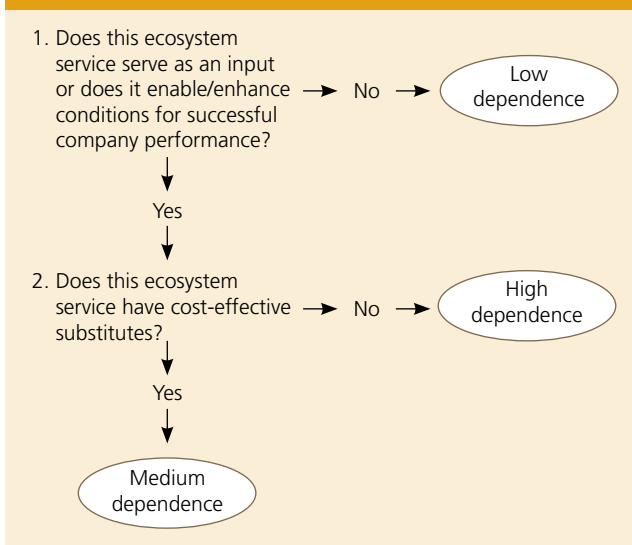 1. Does this ecosystem
service serve as an input
or does it enable/enhance
conditions for successful
company performance?
No
Low
dependence
Yes
2. Does this ecosystem
service have cost-effective
substitutes?
No
High
dependence
Yes
Medium
dependence